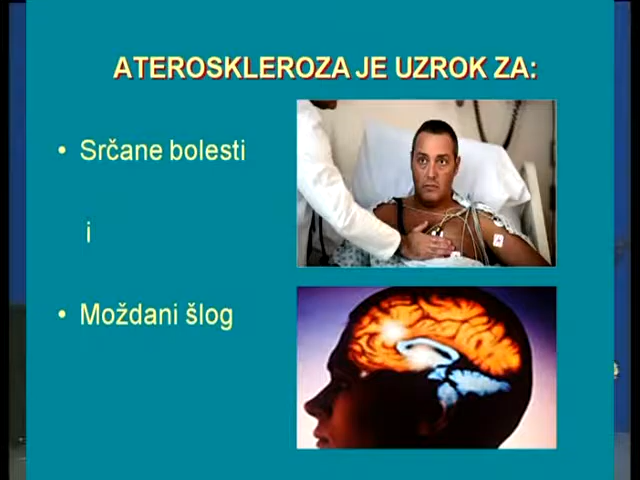 ATEROSKLEROZA JE UZROK ZA:
• Srčane bolesti
i
• Moždani šlog